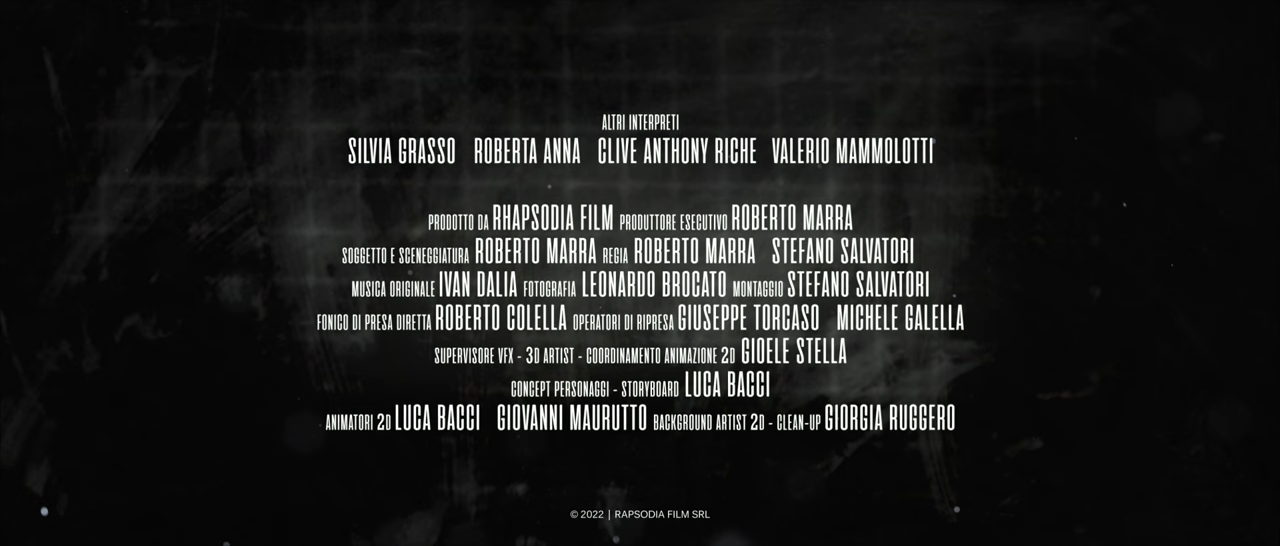 ALTRI INTERPRETI
SILVIA GRASSO ROBERTA ANNA CLIVE ANTHONY RICHE VALERIO MAMMOLOTTI
PRODOTTO DA RHAPSODIA FILM PRODUTTORE ESECUTIVO ROBERTO MARRA
SOGGETTO E SCENEGGIATURA ROBERTO MARRA REGIA ROBERTO MARRA STEFANO SALVATORI
MUSICA ORIGINALE IVAN DALIA FOTOGRAFIA LEONARDO BROCATO MONTAGGIO STEFANO SALVATORI
FONICO DI PRESA DIRETTA ROBERTO COLELLA OPERATORI DI RIPRESA GIUSEPPE TORCASO MICHELE GALELLA
SUPERVISORE VFX - 3D ARTIST - COORDINAMENTO ANIMAZIONE 2D GIOELE STELLA
CONCEPT PERSONAGGI - STORYBOARD LUCA BACCI
ANIMATORI 2D LUCA BACCI GIOVANNI MAURUTTO BACKGROUND ARTIST 2D - CLEAN-UP GIORGIA RUGGERO
© 2022 | RAPSODIA FILM SRL